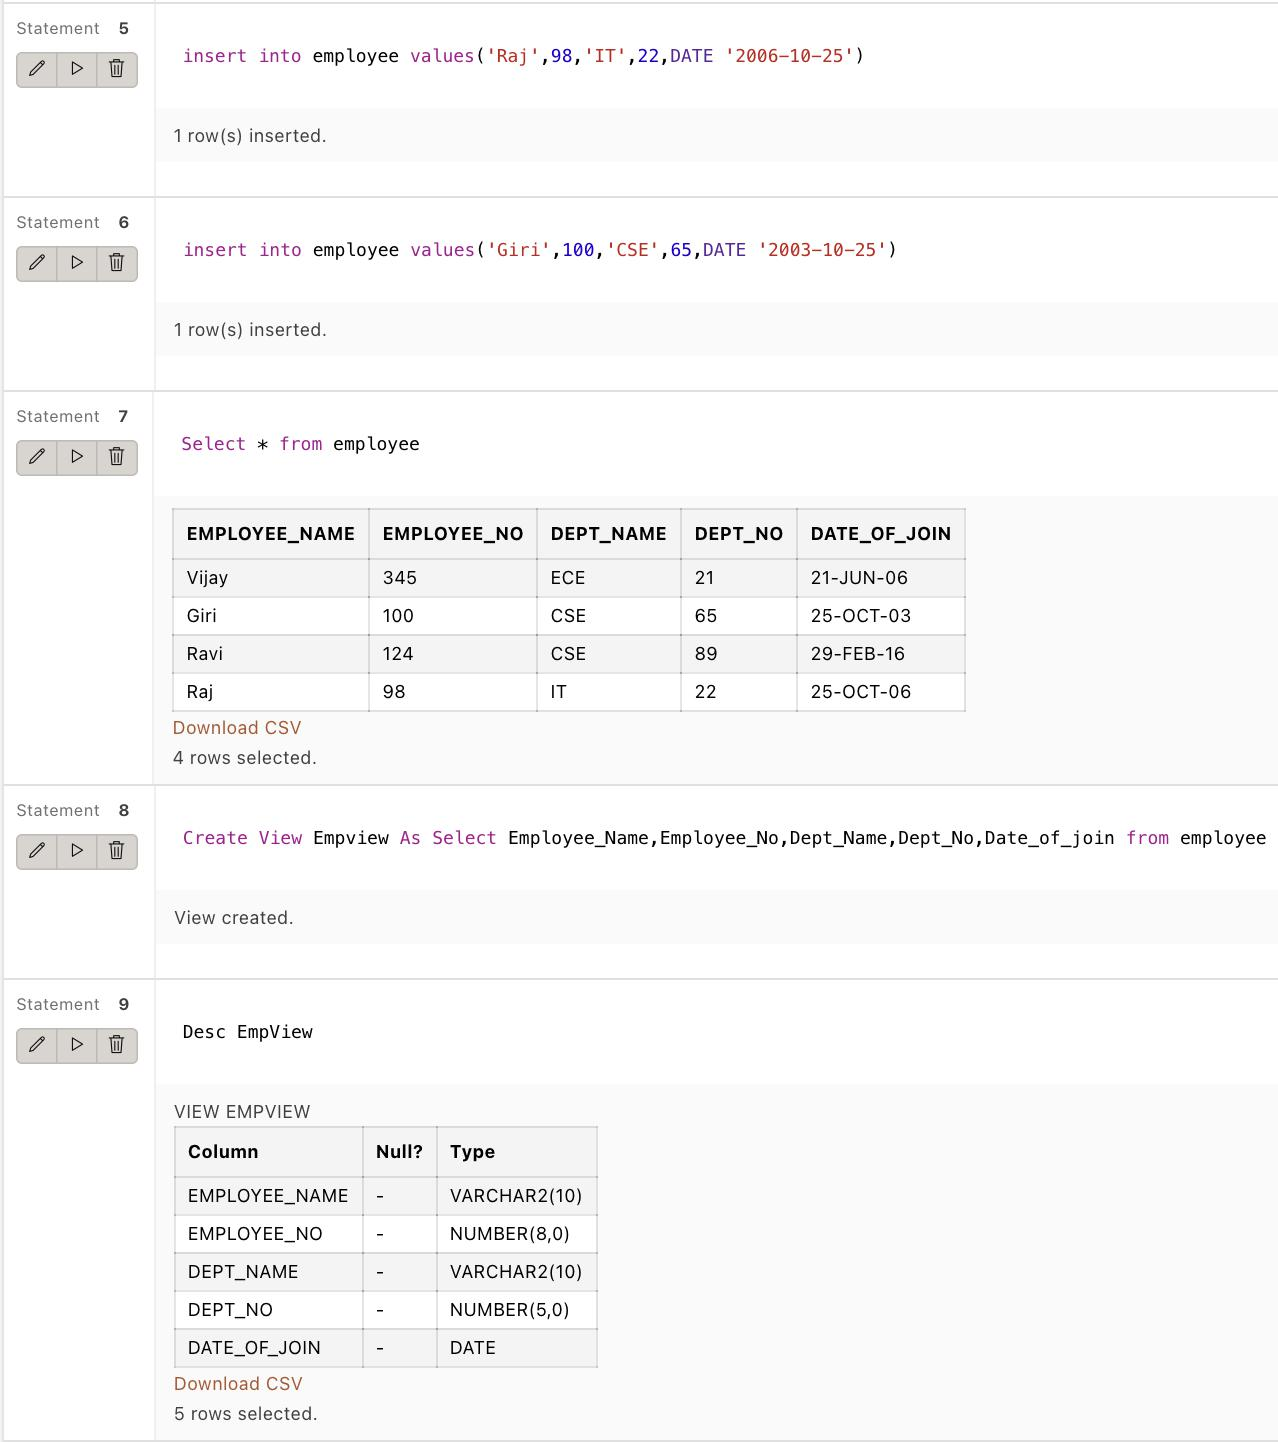 Statement 5
insert into employee values('Raj',98,'IT',22,DATE '2006-10-25')
1 row(s) inserted.
Statement 6
insert into employee values('Giri',100,'CSE',65,DATE '2003-10-25')
1 row(s) inserted.
Statement 7
Select * from employee
EMPLOYEE_NAME EMPLOYEE_NO DEPT_NAME DEPT_NO DATE_OF_JOIN
Vijay 345 ECE 21 21-JUN-06
Giri 100 CSE 65 25-OCT-03
Ravi 124 CSE 89 29-FEB-16
Raj 98 IT 22 25-OCT-06
Download CSV
4 rows selected.
Statement 8
Create View Empview As Select Employee_Name,Employee_No,Dept_Name,Dept_No,Date_of_join from employee
View created.
Statement 9
Desc EmpView
VIEW EMPVIEW
Column Null? Type
EMPLOYEE_NAME - VARCHAR2(10)
EMPLOYEE_NO - NUMBER(8,0)
DEPT_NAME - VARCHAR2(10)
DEPT_NO - NUMBER(5,0)
DATE_OF_JOIN - DATE
Download CSV
5 rows selected.